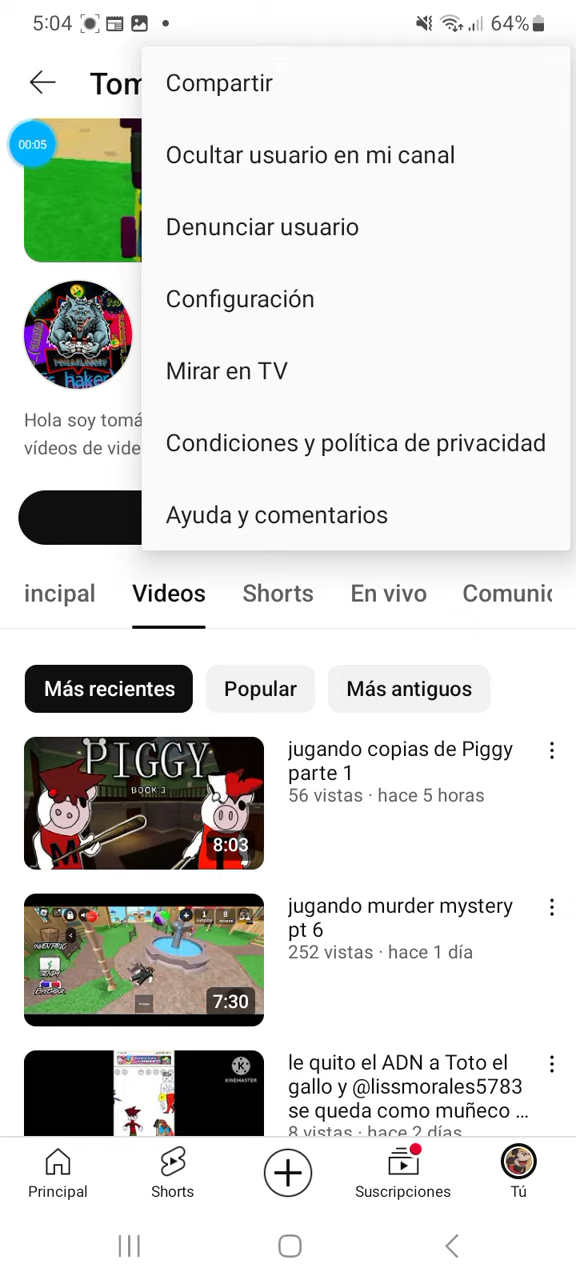 5:04
64%
Tom
Compartir
Ocultar usuario en mi canal
Denunciar usuario
Configuración
Mirar en TV
Condiciones y política de privacidad
Ayuda y comentarios
00:05
Hola soy tomá
vídeos de vide
incipal Videos Shorts En vivo Comunic
Más recientes Popular Más antiguos
PIGGY
BOOK 3
M
8:03
jugando copias de Piggy
parte 1
56 vistas · hace 5 horas
INVENTARIO
7:30
jugando murder mystery
pt 6
252 vistas · hace 1 día
KINEMASTER
le quito el ADN a Toto el
gallo y @lissmorales5783
se queda como muñeco ...
8 vistas · hace 2 días
Principal Shorts Suscripciones Tú